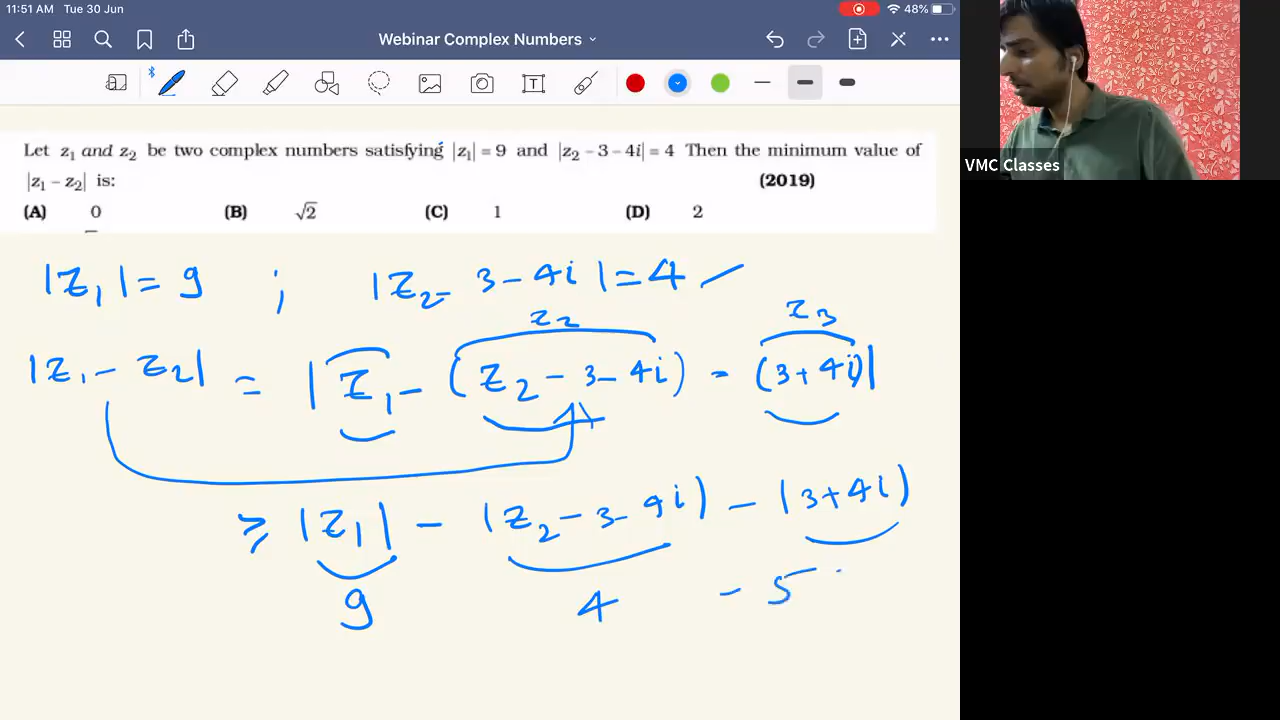 11:51 AM Tue 30 Jun
48%
Webinar Complex Numbers
T
VMC Classes
Let z₁ and z₂ be two complex numbers satisfying |z₁| = 9 and |z₂ − 3 − 4i| = 4 Then the minimum value of
|z₁ − z₂| is: (2019)
(A) 0 (B) √2 (C) 1 (D) 2
|z₁| = 9 ; |z₂ − 3 − 4i| = 4
z₂ z₃
|z₁ − z₂| = |z₁ − (z₂ − 3 − 4i) − (3 + 4i)|
≥ |z₁| − |z₂ − 3 − 4i| − |3 + 4i|
9 4 − 5